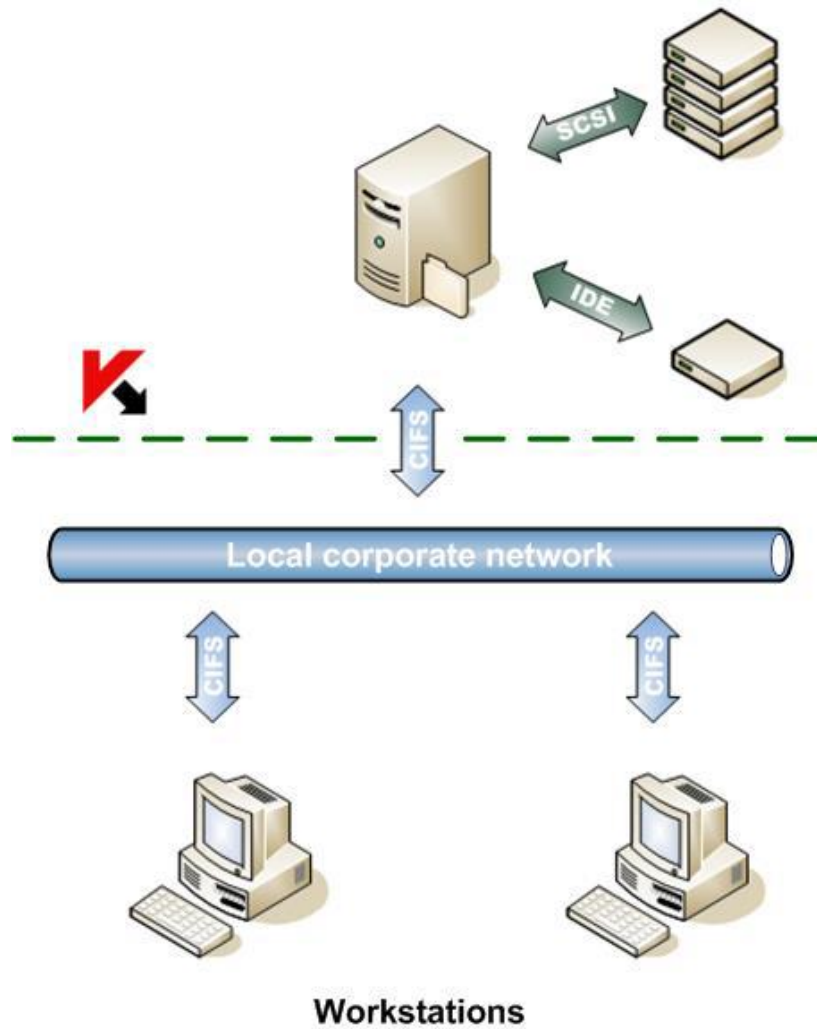 SCSI
IDE
CIFS
Local corporate network
CIFS
CIFS
Workstations